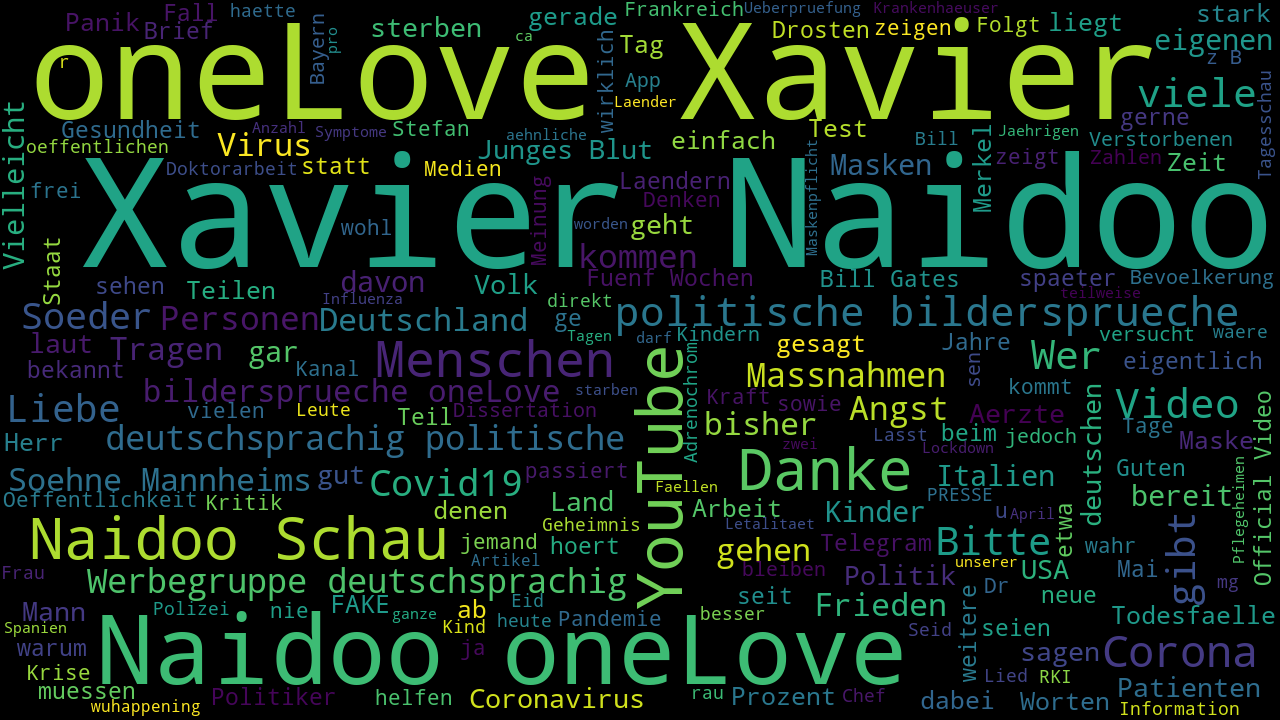 Panik Fall haette gerade Frankreich Ueberpruefung Krankenhaeuser stark
Brief sterben ca Drosten zeigen Folgt liegt eigenen
r oneLove Xavier
Bayern pro wirklich Tag App Laender z B viele
Gesundheit Anzahl Symptome Stefan aehnliche Test Bill Jaehrigen gerne
oeffentlichen Virus Junges Blut einfach Merkel Verstorbenen Tagesschau
Vielleicht Doktorarbeit statt Medien Laendern Maskenpflicht Masken zeigt Zahlen Zeit
frei Xavier Naidoo Denken
wohl Meinung worden geht
Staat kommen
sehen Teilen davon Volk Fuenf Wochen Bill Gates spaeter Bevoelkerung
Influenza direkt teilweise
Soeder Personen Deutschland ge politische bildersprueche
laut Tragen gar Tagen darf Kindern gesagt Jahre Wer versucht waere
bekannt Kanal Menschen Adrenochrom Massnahmen sen eigentlich
bildersprueche oneLove starben Kraft sowie kommt
Liebe vielen Leute Teil Dissertation YouTube bisher Angst Aerzte deutschen Video Tage
Herr deutschsprachig politische zwei Lasst beim jedoch Maske
Lockdown
Soehne Mannheims gut Covid19 passiert Faellen Danke Italien Guten Official Video
Oeffentlichkeit Kritik denen Land Arbeit PRESSE bereit Pflegeheimen
Geheimnis Letalitaet Kinder u April etwa
Naidoo Schau jemand hoert gehen Telegram Bitte wahr gibt
Frau Artikel bleiben unserer
Werbegruppe deutschsprachig seit Politik Dr USA Mai mg
Mann Polizei nie FAKE ganze ab Eid heute Pandemie besser Frieden weitere neue Todesfaelle
Spanien Kind Seid seien
warum Naidoo oneLove ja sagen Corona
Krise Lied RKI
muessen Politiker helfen Coronavirus rau Prozent Chef dabei Worten Patienten
wuhappening Information